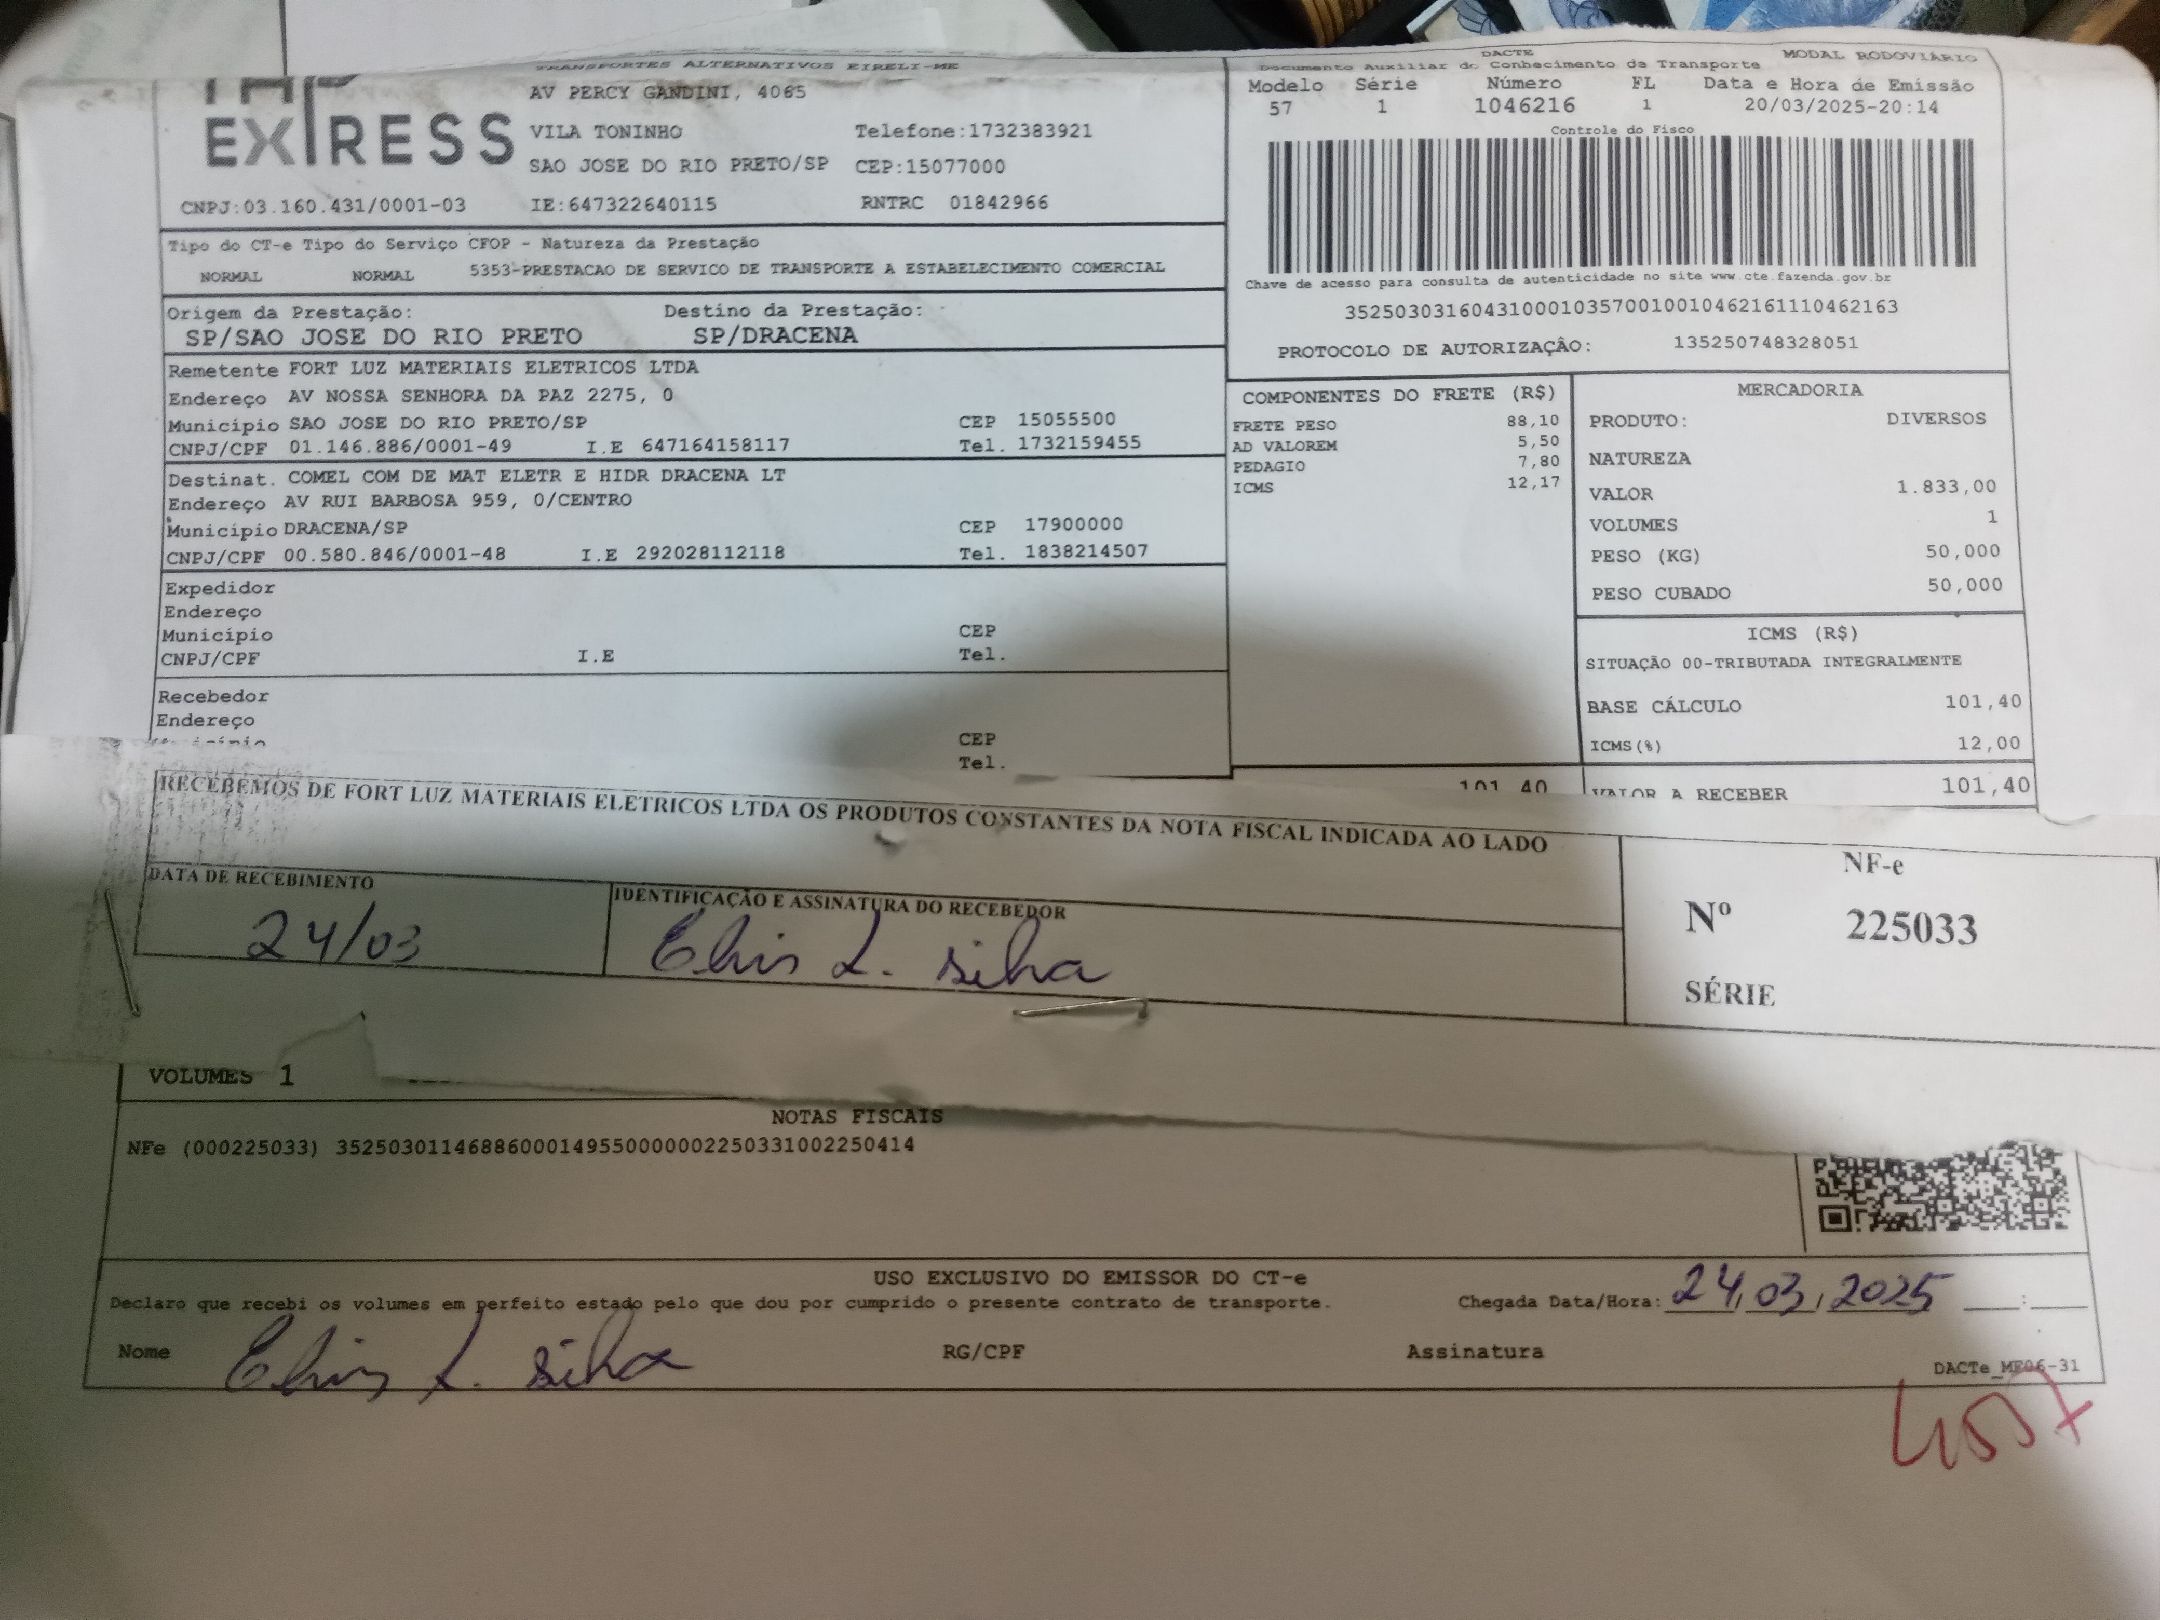 EXPRESS
TRANSPORTES ALTERNATIVOS EIRELI-ME
AV PERCY GANDINI, 4065
VILA TONINHO Telefone:1732383921
SAO JOSE DO RIO PRETO/SP CEP:15077000
CNPJ:03.160.431/0001-03 IE:647322640115 RNTRC 01842966
DACTE MODAL RODOVIÁRIO
Documento Auxiliar do Conhecimento de Transporte
Modelo Série Número FL Data e Hora de Emissão
57 1 1046216 1 20/03/2025-20:14
Controle do Fisco
Chave de acesso para consulta de autenticidade no site www.cte.fazenda.gov.br
35250303160431000103570010010462161110462163
PROTOCOLO DE AUTORIZAÇÃO: 135250748328051
Tipo do CT-e Tipo do Serviço CFOP - Natureza da Prestação
NORMAL NORMAL 5353-PRESTACAO DE SERVICO DE TRANSPORTE A ESTABELECIMENTO COMERCIAL
Origem da Prestação: Destino da Prestação:
SP/SAO JOSE DO RIO PRETO SP/DRACENA
Remetente FORT LUZ MATERIAIS ELETRICOS LTDA
Endereço AV NOSSA SENHORA DA PAZ 2275, 0
Município SAO JOSE DO RIO PRETO/SP CEP 15055500
CNPJ/CPF 01.146.886/0001-49 I.E 647164158117 Tel. 1732159455
Destinat. COMEL COM DE MAT ELETR E HIDR DRACENA LT
Endereço AV RUI BARBOSA 959, 0/CENTRO
Município DRACENA/SP CEP 17900000
CNPJ/CPF 00.580.846/0001-48 I.E 292028112118 Tel. 1838214507
Expedidor
Endereço
Município CEP
CNPJ/CPF I.E Tel.
Recebedor
Endereço
Município CEP
Tel.
COMPONENTES DO FRETE (R$)
FRETE PESO 88,10
AD VALOREM 5,50
PEDAGIO 7,80
ICMS 12,17
101,40
MERCADORIA
PRODUTO: DIVERSOS
NATUREZA
VALOR 1.833,00
VOLUMES 1
PESO (KG) 50,000
PESO CUBADO 50,000
ICMS (R$)
SITUAÇÃO 00-TRIBUTADA INTEGRALMENTE
BASE CÁLCULO 101,40
ICMS(%) 12,00
VALOR A RECEBER 101,40
RECEBEMOS DE FORT LUZ MATERIAIS ELETRICOS LTDA OS PRODUTOS CONSTANTES DA NOTA FISCAL INDICADA AO LADO
DATA DE RECEBIMENTO
24/03
IDENTIFICAÇÃO E ASSINATURA DO RECEBEDOR
L. silva
NF-e
Nº 225033
SÉRIE
VOLUMES 1
NOTAS FISCAIS
NFe (000225033) 35250301146886000149550000002250331002250414
USO EXCLUSIVO DO EMISSOR DO CT-e
Declaro que recebi os volumes em perfeito estado pelo que dou por cumprido o presente contrato de transporte. Chegada Data/Hora: 24/03/2025 :
Nome L. silva RG/CPF Assinatura
DACTe_ME06-31